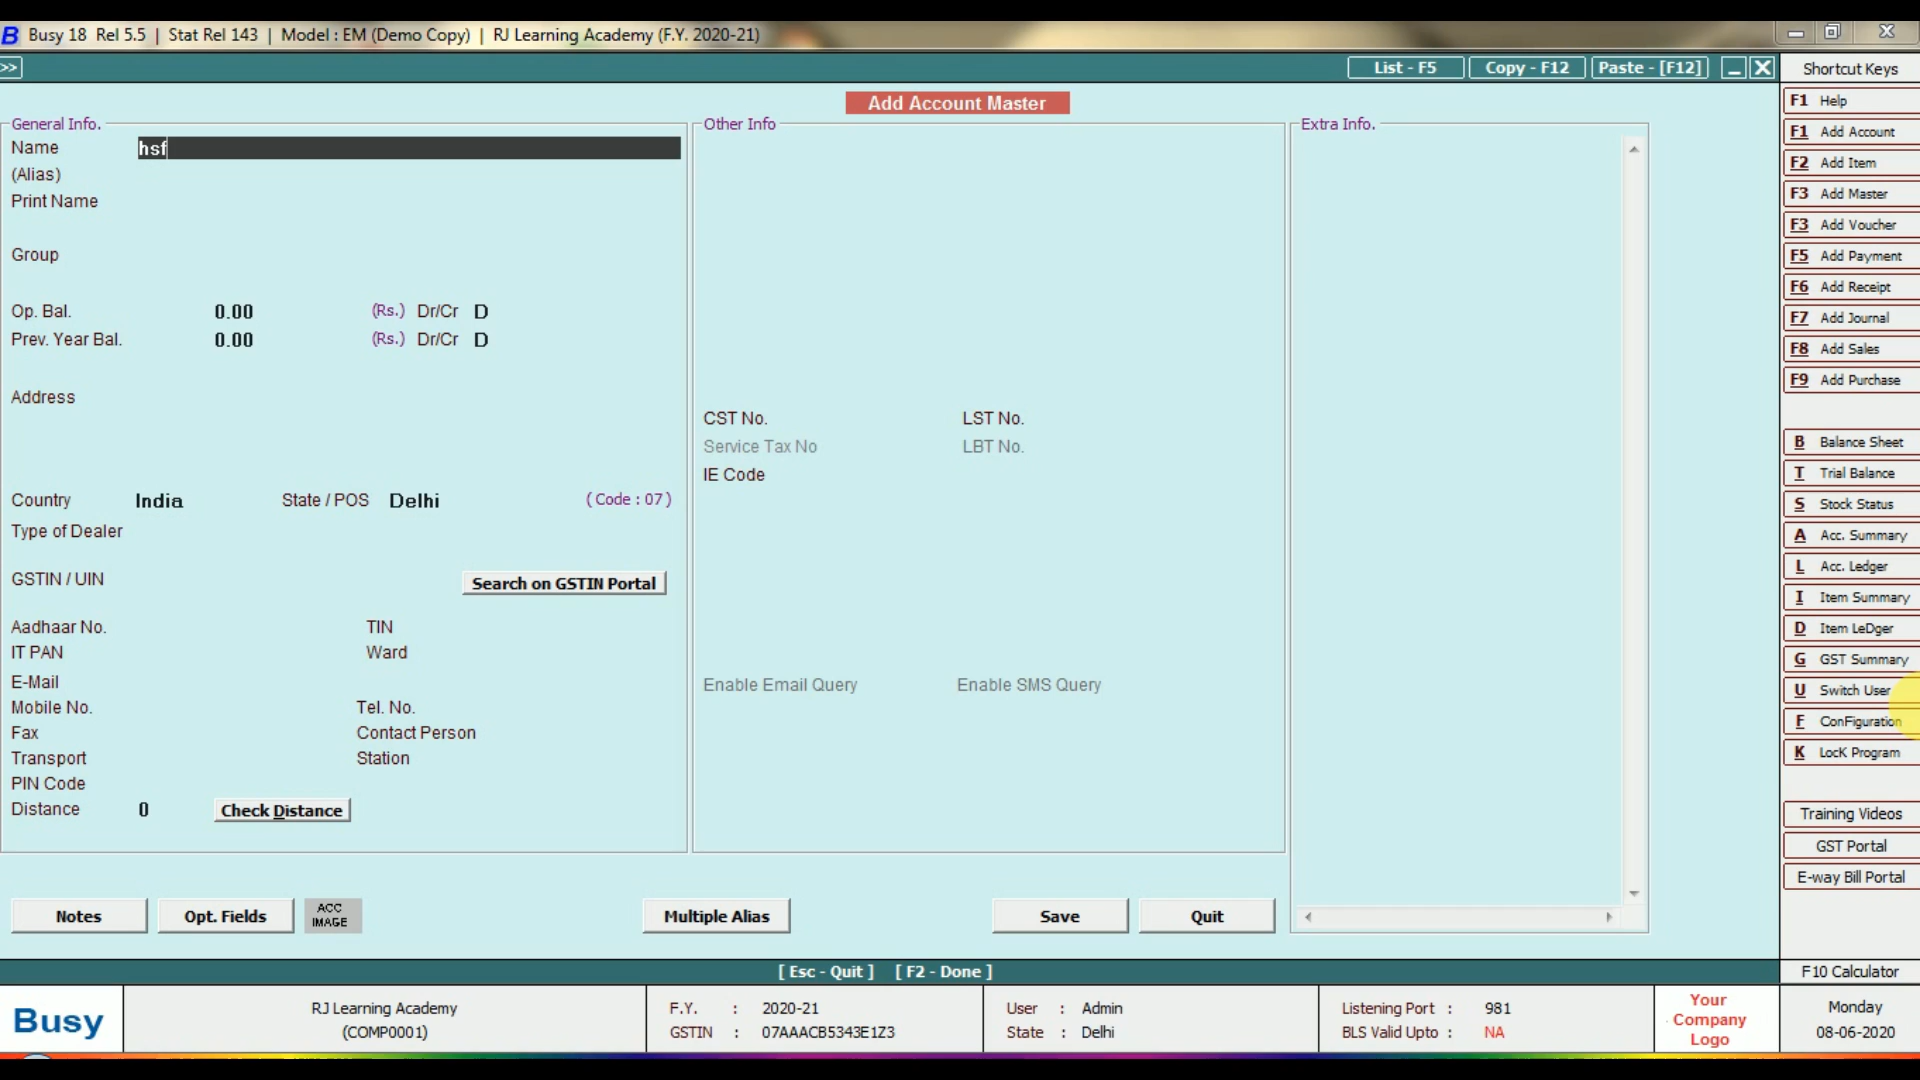 B Busy 18 Rel 5.5 | Stat Rel 143 | Model : EM (Demo Copy) | RJ Learning Academy (F.Y. 2020-21)
>> List - F5 Copy - F12 Paste - [F12] Shortcut Keys
Add Account Master
General Info. Other Info Extra Info.
Name hsf
(Alias)
Print Name
Group
Op. Bal. 0.00 (Rs.) Dr/Cr D
Prev. Year Bal. 0.00 (Rs.) Dr/Cr D
Address
Country India State / POS Delhi ( Code : 07 )
Type of Dealer
GSTIN / UIN Search on GSTIN Portal
Aadhaar No. TIN
IT PAN Ward
E-Mail
Mobile No. Tel. No.
Fax Contact Person
Transport Station
PIN Code
Distance 0 Check Distance
CST No. LST No.
Service Tax No LBT No.
IE Code
Enable Email Query Enable SMS Query
Notes Opt. Fields ACC IMAGE Multiple Alias Save Quit
[ Esc - Quit ] [ F2 - Done ]
F1 Help
F1 Add Account
F2 Add Item
F3 Add Master
F3 Add Voucher
F5 Add Payment
F6 Add Receipt
F7 Add Journal
F8 Add Sales
F9 Add Purchase
B Balance Sheet
T Trial Balance
S Stock Status
A Acc. Summary
L Acc. Ledger
I Item Summary
D Item LeDger
G GST Summary
U Switch User
F ConFiguration
K LocK Program
Training Videos
GST Portal
E-way Bill Portal
F10 Calculator
Busy
RJ Learning Academy
(COMP0001)
F.Y. : 2020-21
GSTIN : 07AAACB5343E1Z3
User : Admin
State : Delhi
Listening Port : 981
BLS Valid Upto : NA
Your
Company
Logo
Monday
08-06-2020